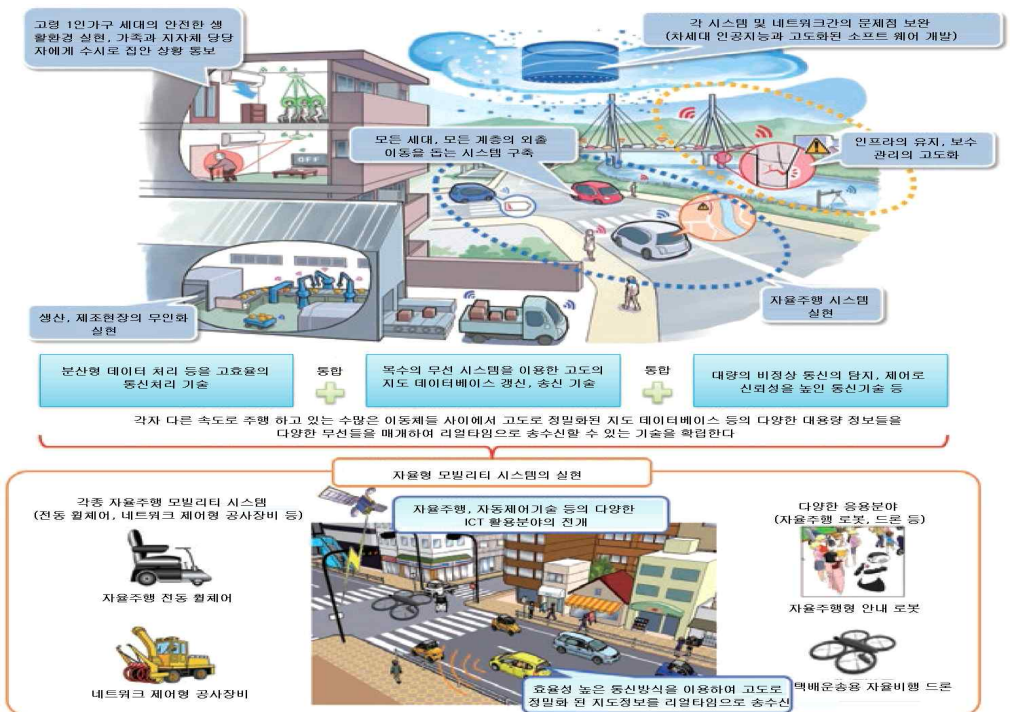 고령 1인가구 세대의 안전한 생
활환경 실현, 가족과 지자체 담당
자에게 수시로 집안 상황 통보
각 시스템 및 네트워크간의 문제점 보완
(차세대 인공지능과 고도화된 소프트 웨어 개발)
모든 세대, 모든 계층의 외출
이동을 돕는 시스템 구축
인프라의 유지, 보수
관리의 고도화
OFF
자율주행 시스템
실현
생산, 제조현장의 무인화
실현
분산형 데이터 처리 등을 고효율의
통신처리 기술
통합
복수의 무선 시스템을 이용한 고도의
지도 데이터베이스 갱신, 송신 기술
통합
대량의 비정상 통신의 탐지, 제어로
신뢰성을 높인 통신기술 등
각자 다른 속도로 주행 하고 있는 수많은 이동체들 사이에서 고도로 정밀화된 지도 데이터베이스 등의 다양한 대용량 정보들을
다양한 무선들을 매개하여 리얼타임으로 송수신할 수 있는 기술을 확립한다
자율형 모빌리티 시스템의 실현
각종 자율주행 모빌리티 시스템
(전동 휠체어, 네트워크 제어형 공사장비 등)
자율주행, 자동제어기술 등의 다양한
ICT 활용분야의 전개
다양한 응용분야
(자율주행 로봇, 드론 등)
자율주행 전동 휠체어
자율주행형 안내 로봇
네트워크 제어형 공사장비
효율성 높은 통신방식을 이용하여 고도로
정밀화 된 지도정보를 리얼타임으로 송수신
택배운송용 자율비행 드론